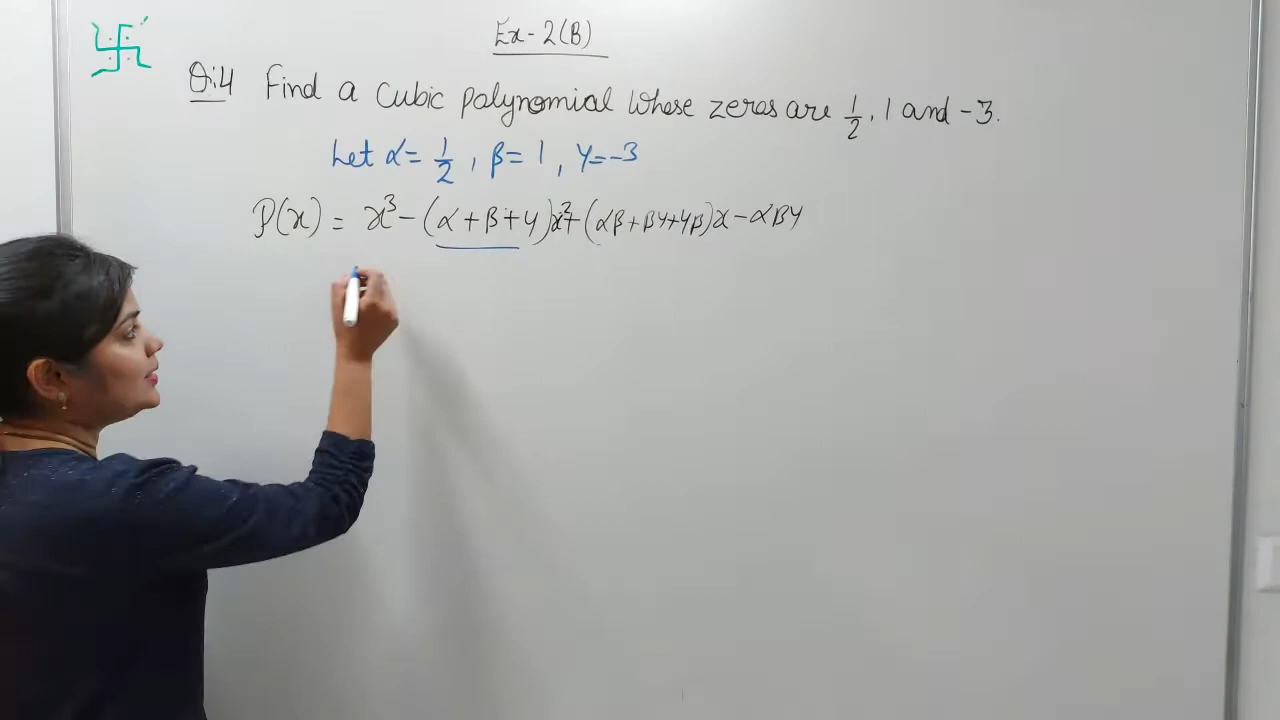 Ex-2(B)
Q:4 Find a cubic polynomial whose zeros are 1/2, 1 and -3.
Let α=1/2, β=1, γ=-3
P(x) = x³-(α+β+γ)x²+(αβ+βγ+γβ)x-αβγ